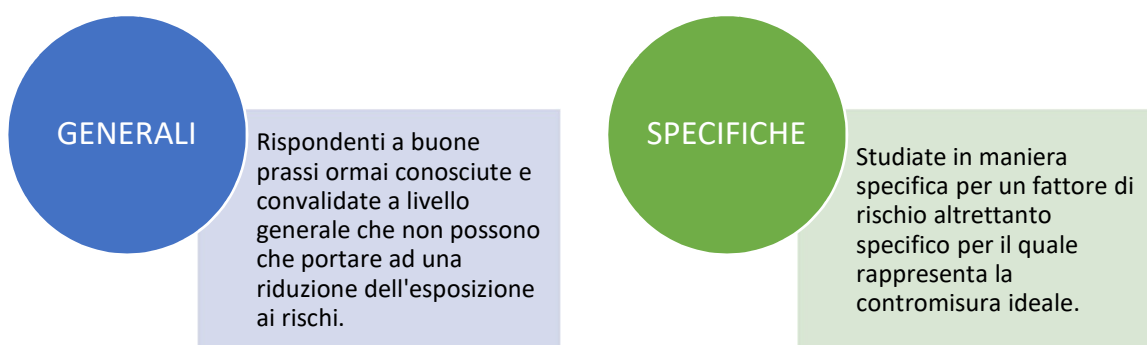 GENERALI
Rispondenti a buone
prassi ormai conosciute e
convalidate a livello
generale che non possono
che portare ad una
riduzione dell'esposizione
ai rischi.
SPECIFICHE
Studiate in maniera
specifica per un fattore di
rischio altrettanto
specifico per il quale
rappresenta la
contromisura ideale.